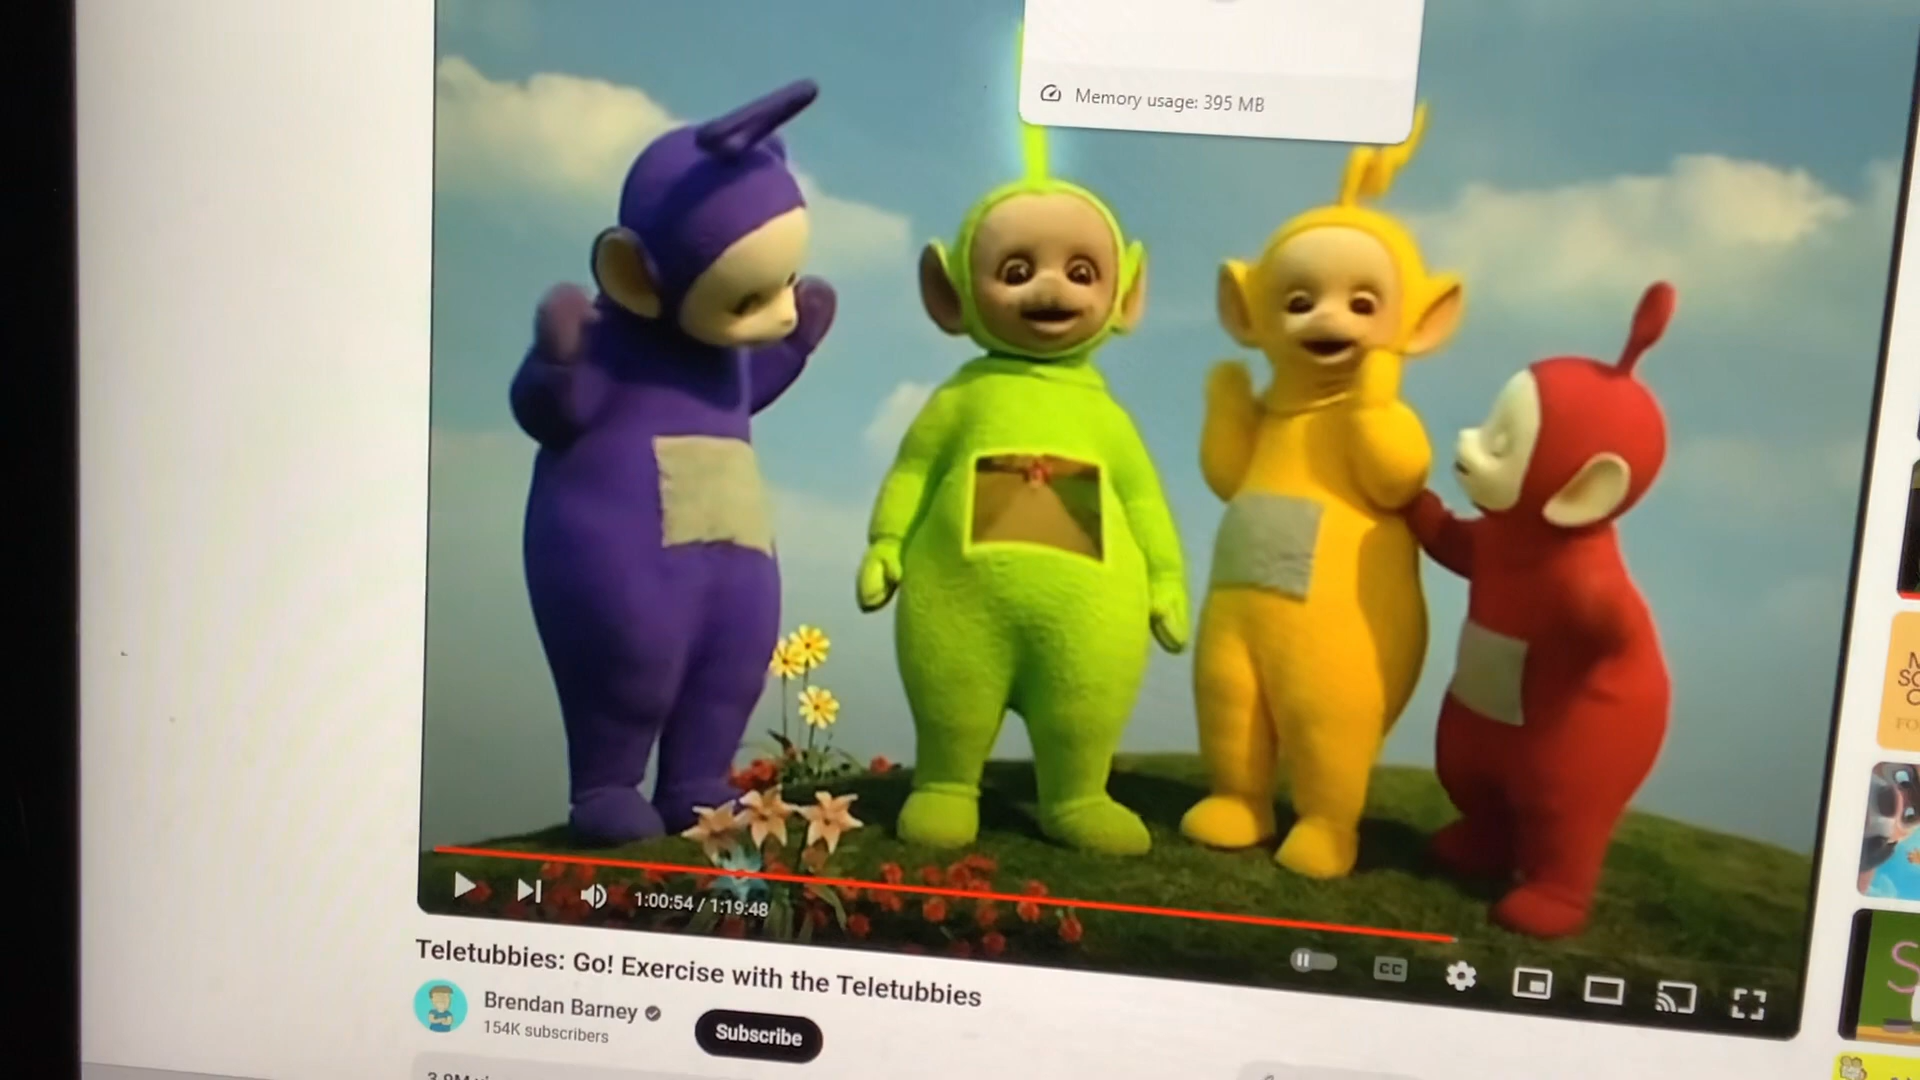 Memory usage: 395 MB
1:00:54 / 1:19:48
CC
Teletubbies: Go! Exercise with the Teletubbies
Brendan Barney
154K subscribers
Subscribe